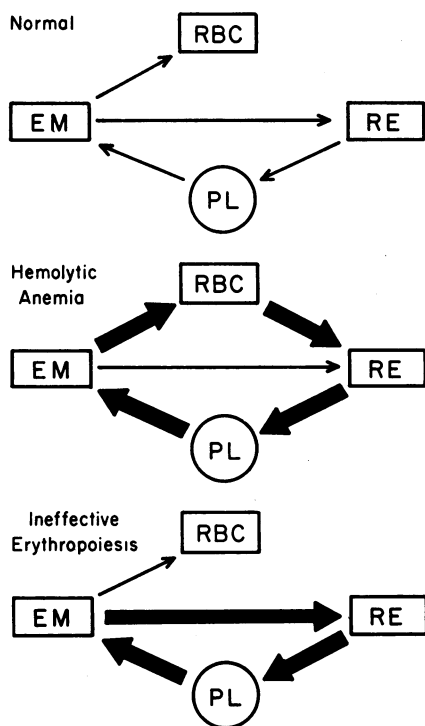 Normal
RBC
EM
RE
PL
Hemolytic
Anemia
RBC
EM
RE
PL
Ineffective
Erythropoiesis
RBC
EM
RE
PL